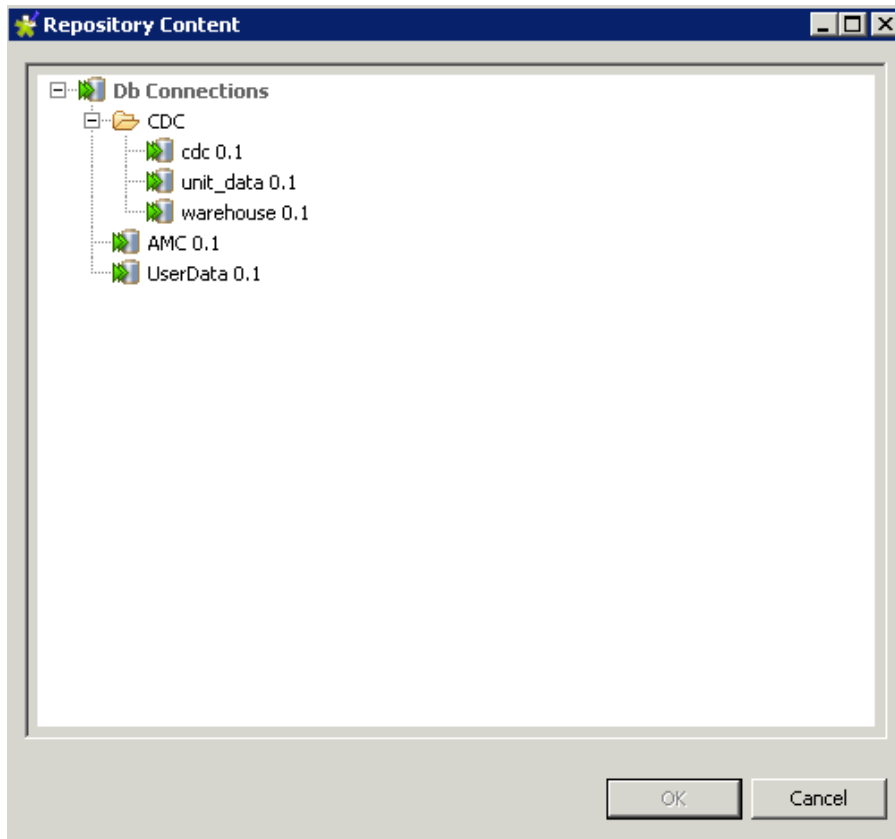 Repository Content
Db Connections
CDC
cdc 0.1
unit_data 0.1
warehouse 0.1
AMC 0.1
UserData 0.1
OK Cancel